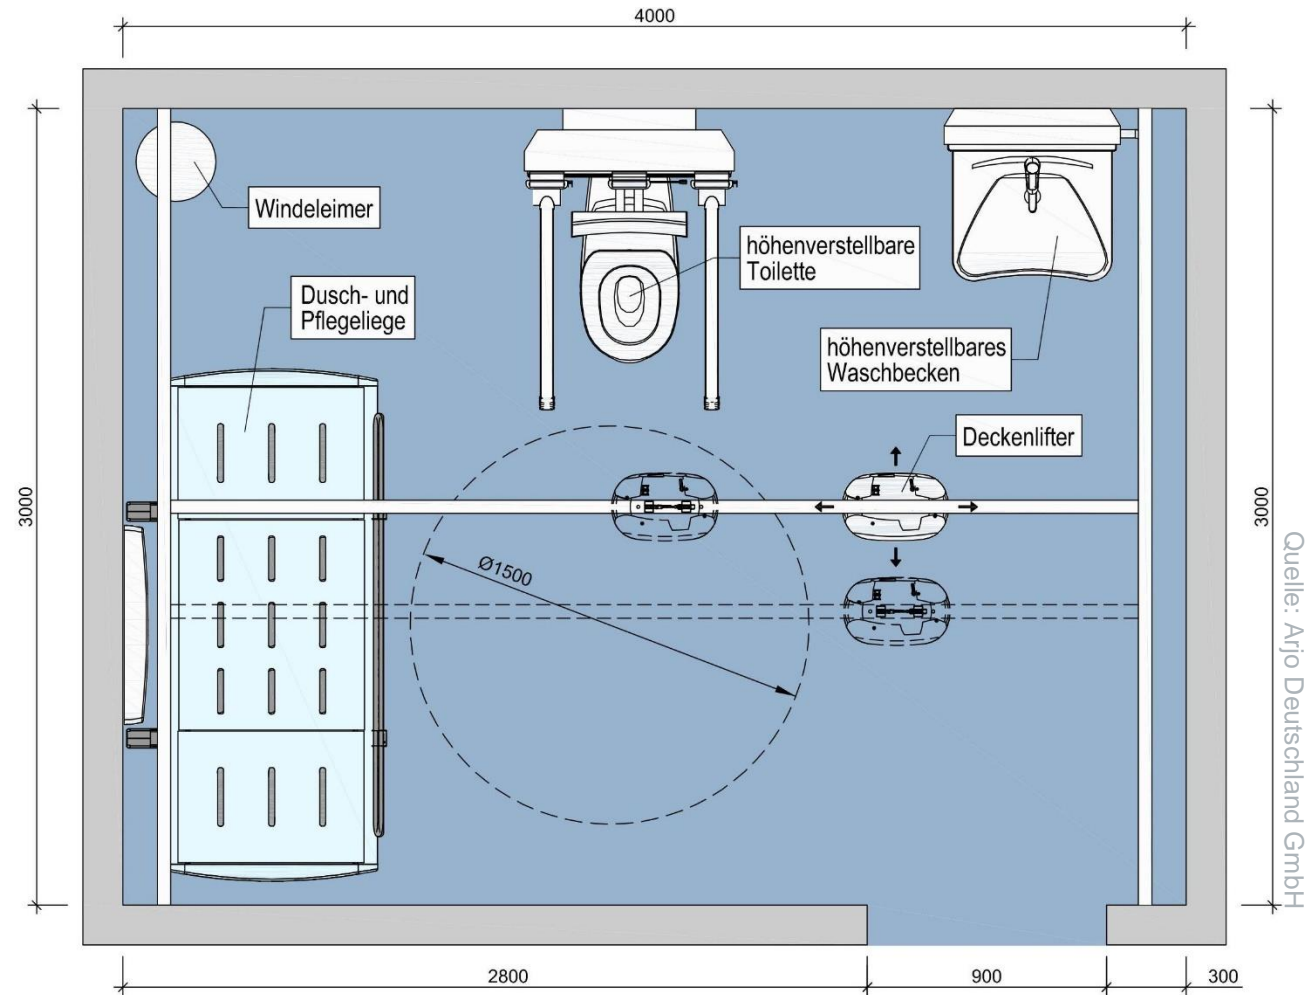 4000
Windeleimer
höhenverstellbare
Toilette
Dusch- und
Pflegeliege
höhenverstellbares
Waschbecken
Deckenlifter
3000
3000
Ø1500
Quelle: Arjo Deutschland GmbH
2800
900
300